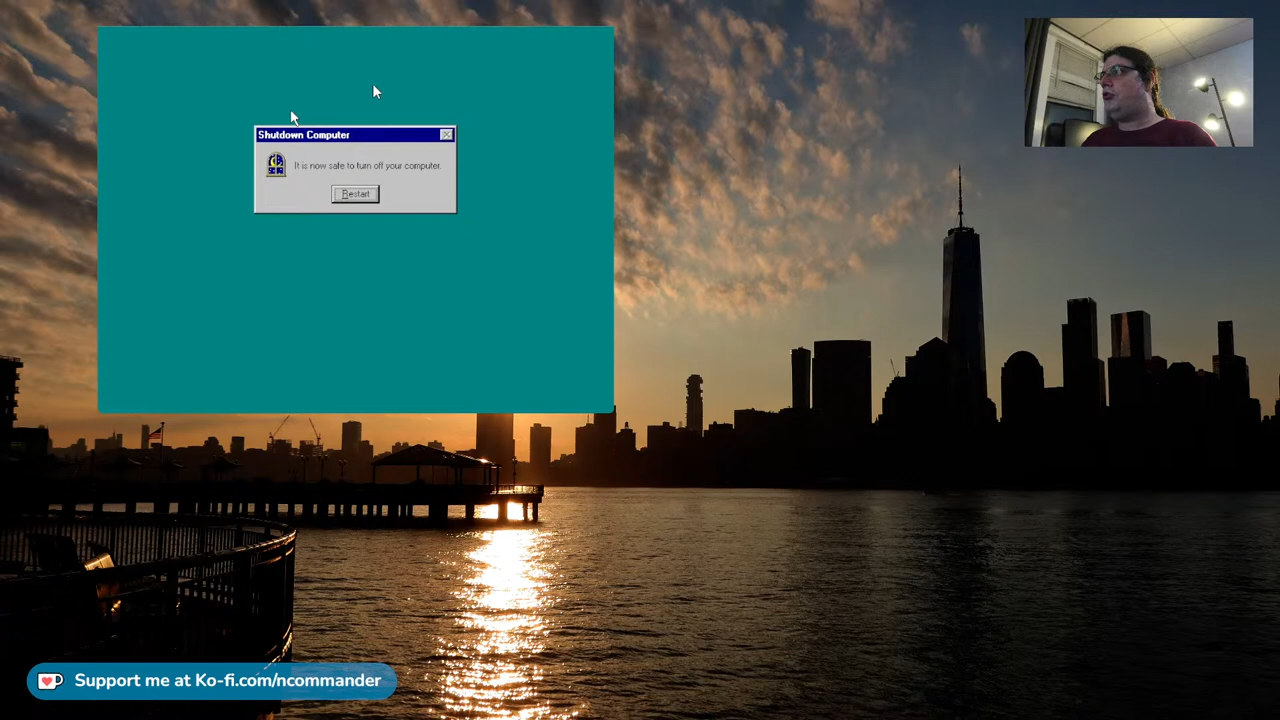 Shutdown Computer
It is now safe to turn off your computer.
Restart
Support me at Ko-fi.com/ncommander